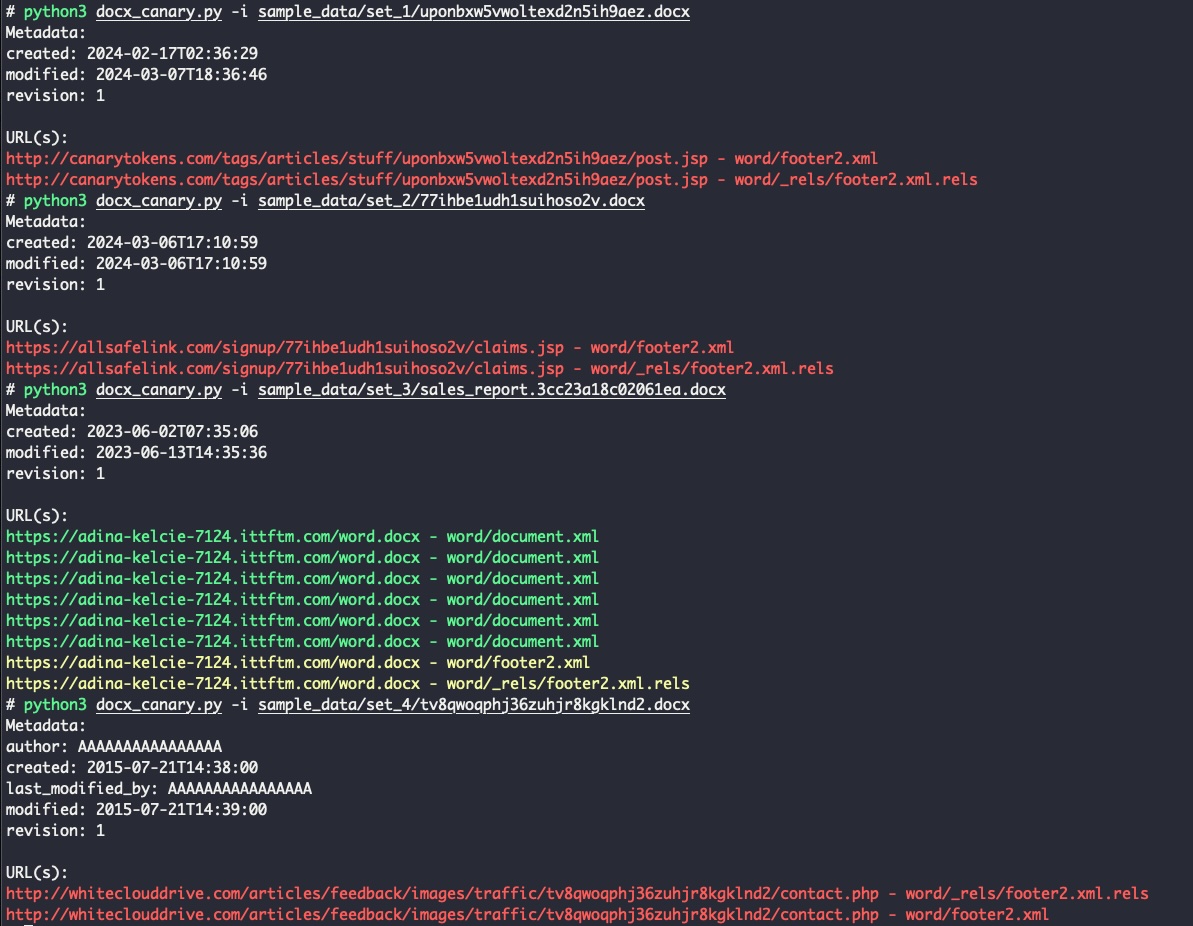 # python3 docx_canary.py -i sample_data/set_1/uponbxw5vwoltexd2n5ih9aez.docx
Metadata:
created: 2024-02-17T02:36:29
modified: 2024-03-07T18:36:46
revision: 1
URL(s):
http://canarytokens.com/tags/articles/stuff/uponbxw5vwoltexd2n5ih9aez/post.jsp - word/footer2.xml
http://canarytokens.com/tags/articles/stuff/uponbxw5vwoltexd2n5ih9aez/post.jsp - word/_rels/footer2.xml.rels
# python3 docx_canary.py -i sample_data/set_2/77ihbe1udh1suihoso2v.docx
Metadata:
created: 2024-03-06T17:10:59
modified: 2024-03-06T17:10:59
revision: 1
URL(s):
https://allsafelink.com/signup/77ihbe1udh1suihoso2v/claims.jsp - word/footer2.xml
https://allsafelink.com/signup/77ihbe1udh1suihoso2v/claims.jsp - word/_rels/footer2.xml.rels
# python3 docx_canary.py -i sample_data/set_3/sales_report.3cc23a18c02061ea.docx
Metadata:
created: 2023-06-02T07:35:06
modified: 2023-06-13T14:35:36
revision: 1
URL(s):
https://adina-kelcie-7124.ittftm.com/word.docx - word/document.xml
https://adina-kelcie-7124.ittftm.com/word.docx - word/document.xml
https://adina-kelcie-7124.ittftm.com/word.docx - word/document.xml
https://adina-kelcie-7124.ittftm.com/word.docx - word/document.xml
https://adina-kelcie-7124.ittftm.com/word.docx - word/document.xml
https://adina-kelcie-7124.ittftm.com/word.docx - word/document.xml
https://adina-kelcie-7124.ittftm.com/word.docx - word/footer2.xml
https://adina-kelcie-7124.ittftm.com/word.docx - word/_rels/footer2.xml.rels
# python3 docx_canary.py -i sample_data/set_4/tv8qwoqphj36zuhjr8kgklnd2.docx
Metadata:
author: AAAAAAAAAAAAAAAA
created: 2015-07-21T14:38:00
last_modified_by: AAAAAAAAAAAAAAAA
modified: 2015-07-21T14:39:00
revision: 1
URL(s):
http://whiteclouddrive.com/articles/feedback/images/traffic/tv8qwoqphj36zuhjr8kgklnd2/contact.php - word/_rels/footer2.xml.rels
http://whiteclouddrive.com/articles/feedback/images/traffic/tv8qwoqphj36zuhjr8kgklnd2/contact.php - word/footer2.xml